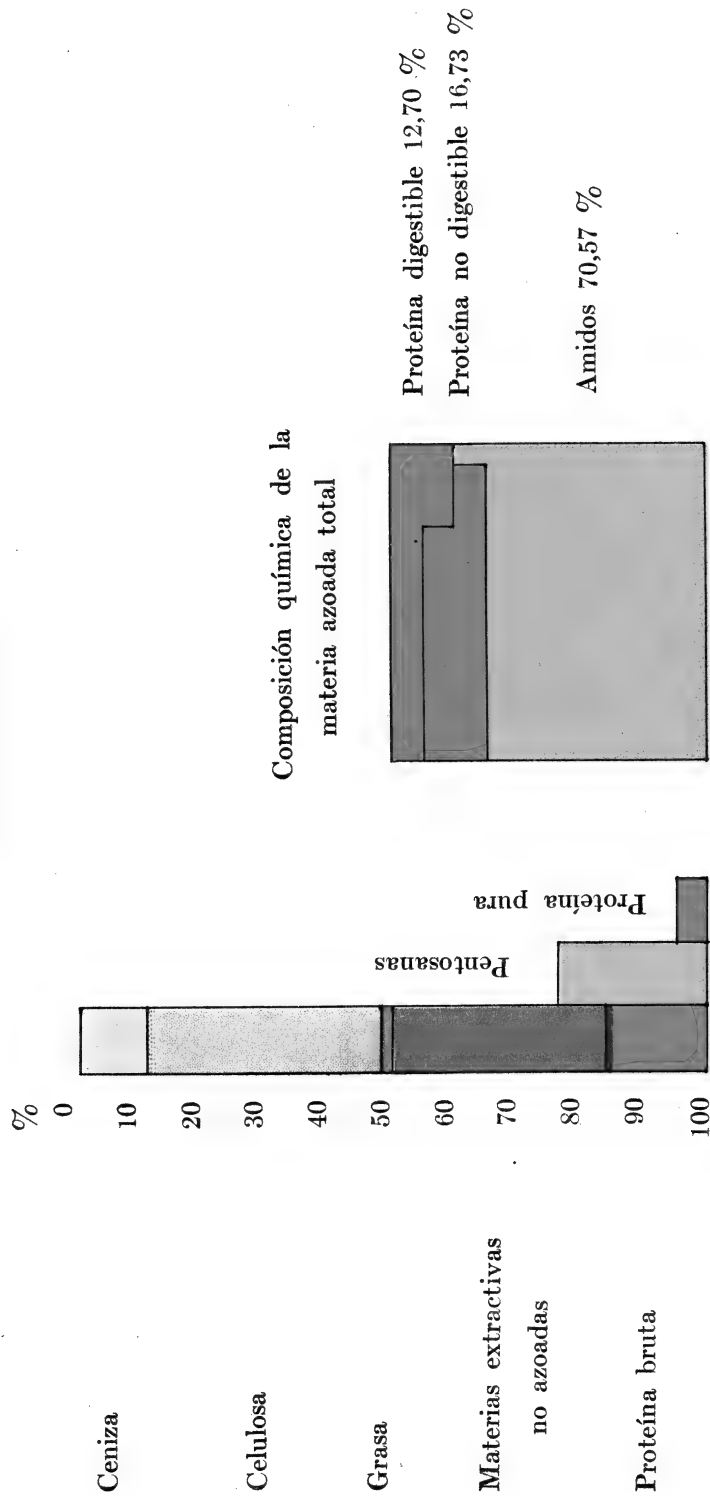 %
0
10
20
30
40
50
60
70
80
90
100
Ceniza
Celulosa
Grasa
Materias extractivas
no azoadas
Proteína bruta
Pentosanas
Proteína pura
Composición química de la
materia azoada total
Proteína digestible 12,70 %
Proteína no digestible 16,73 %
Amidos 70,57 %